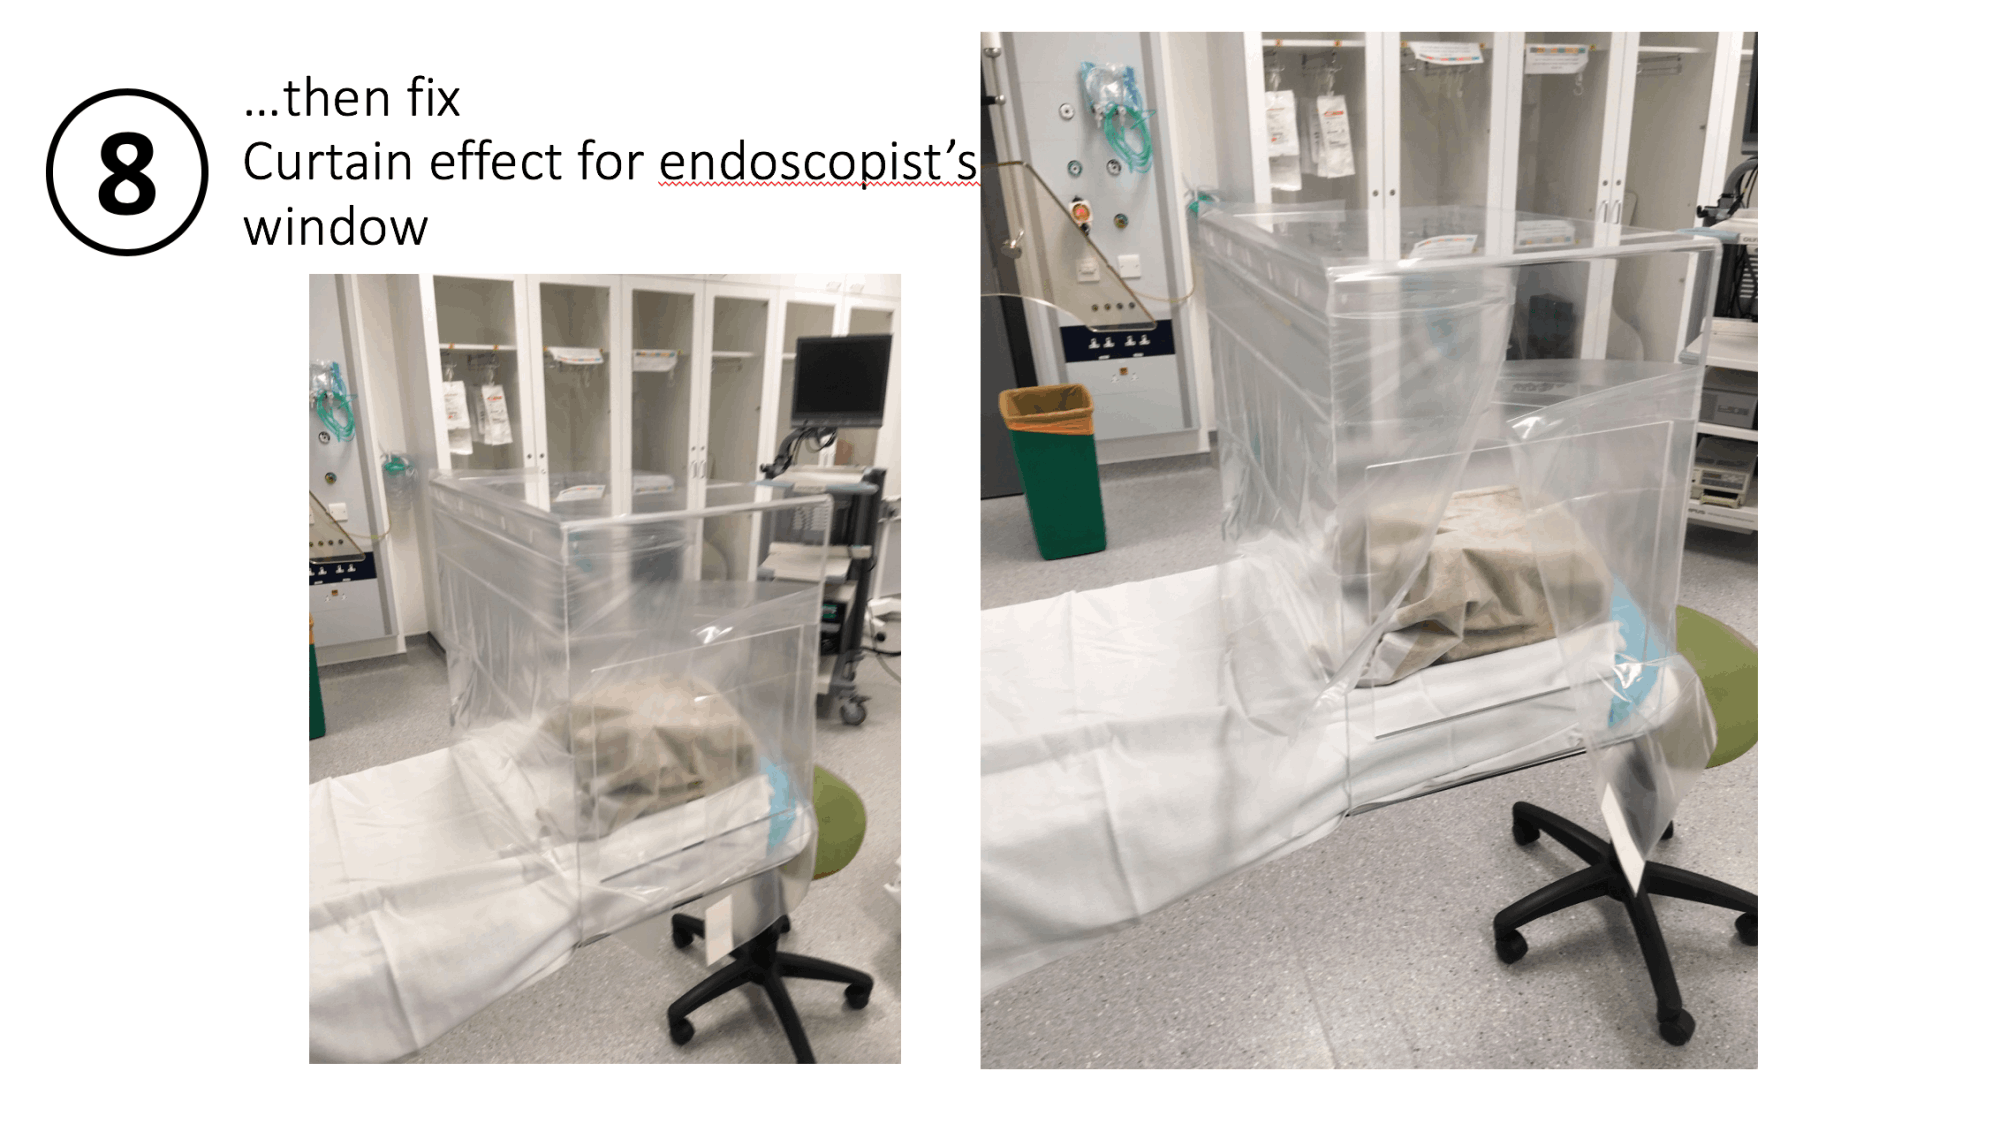 8
...then fix
Curtain effect for endoscopist’s
window